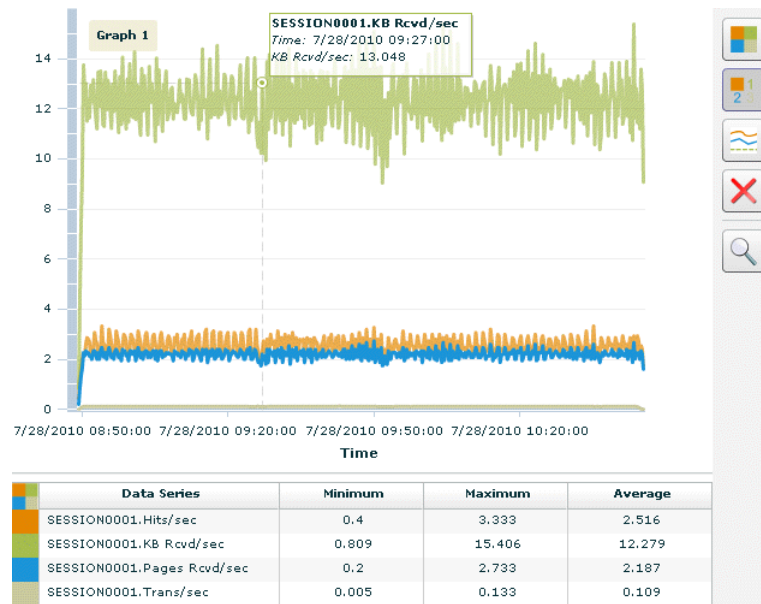 Graph 1
SESSION0001.KB Rcvd/sec
Time: 7/28/2010 09:27:00
KB Rcvd/sec: 13.048
14
12
10
8
6
4
2
0
7/28/2010 08:50:00 7/28/2010 09:20:00 7/28/2010 09:50:00 7/28/2010 10:20:00
Time
Data Series Minimum Maximum Average
SESSION0001.Hits/sec 0.4 3.333 2.516
SESSION0001.KB Rcvd/sec 0.809 15.406 12.279
SESSION0001.Pages Rcvd/sec 0.2 2.733 2.187
SESSION0001.Trans/sec 0.005 0.133 0.109
1
2